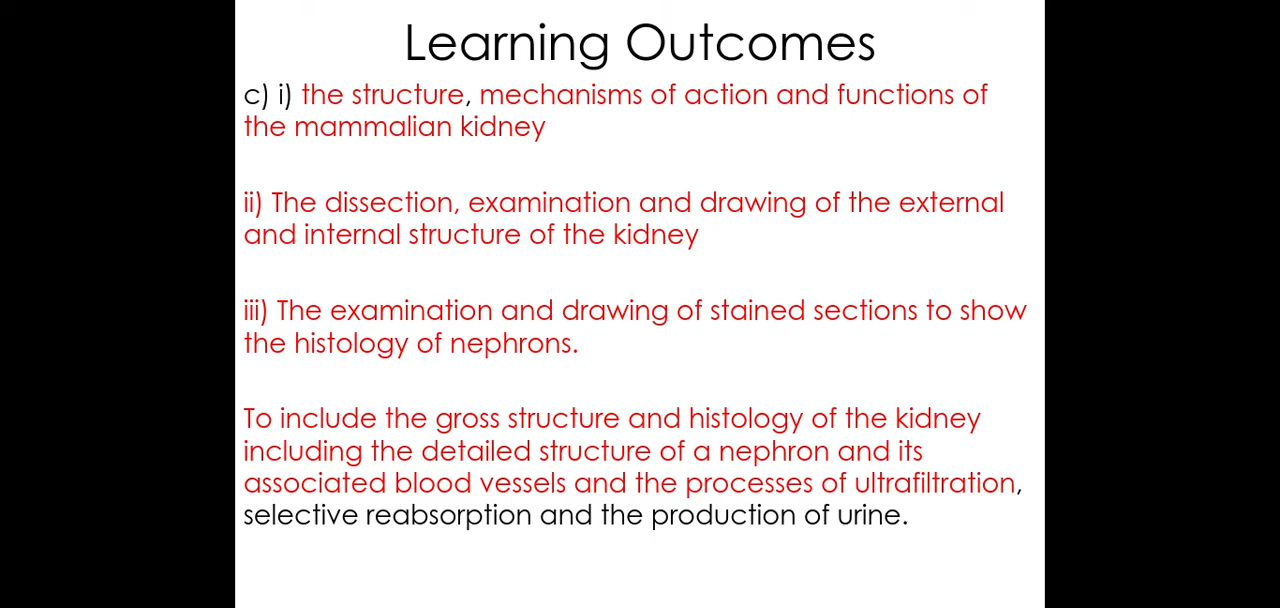 Learning Outcomes
c) i) the structure, mechanisms of action and functions of
the mammalian kidney
ii) The dissection, examination and drawing of the external
and internal structure of the kidney
iii) The examination and drawing of stained sections to show
the histology of nephrons.
To include the gross structure and histology of the kidney
including the detailed structure of a nephron and its
associated blood vessels and the processes of ultrafiltration,
selective reabsorption and the production of urine.